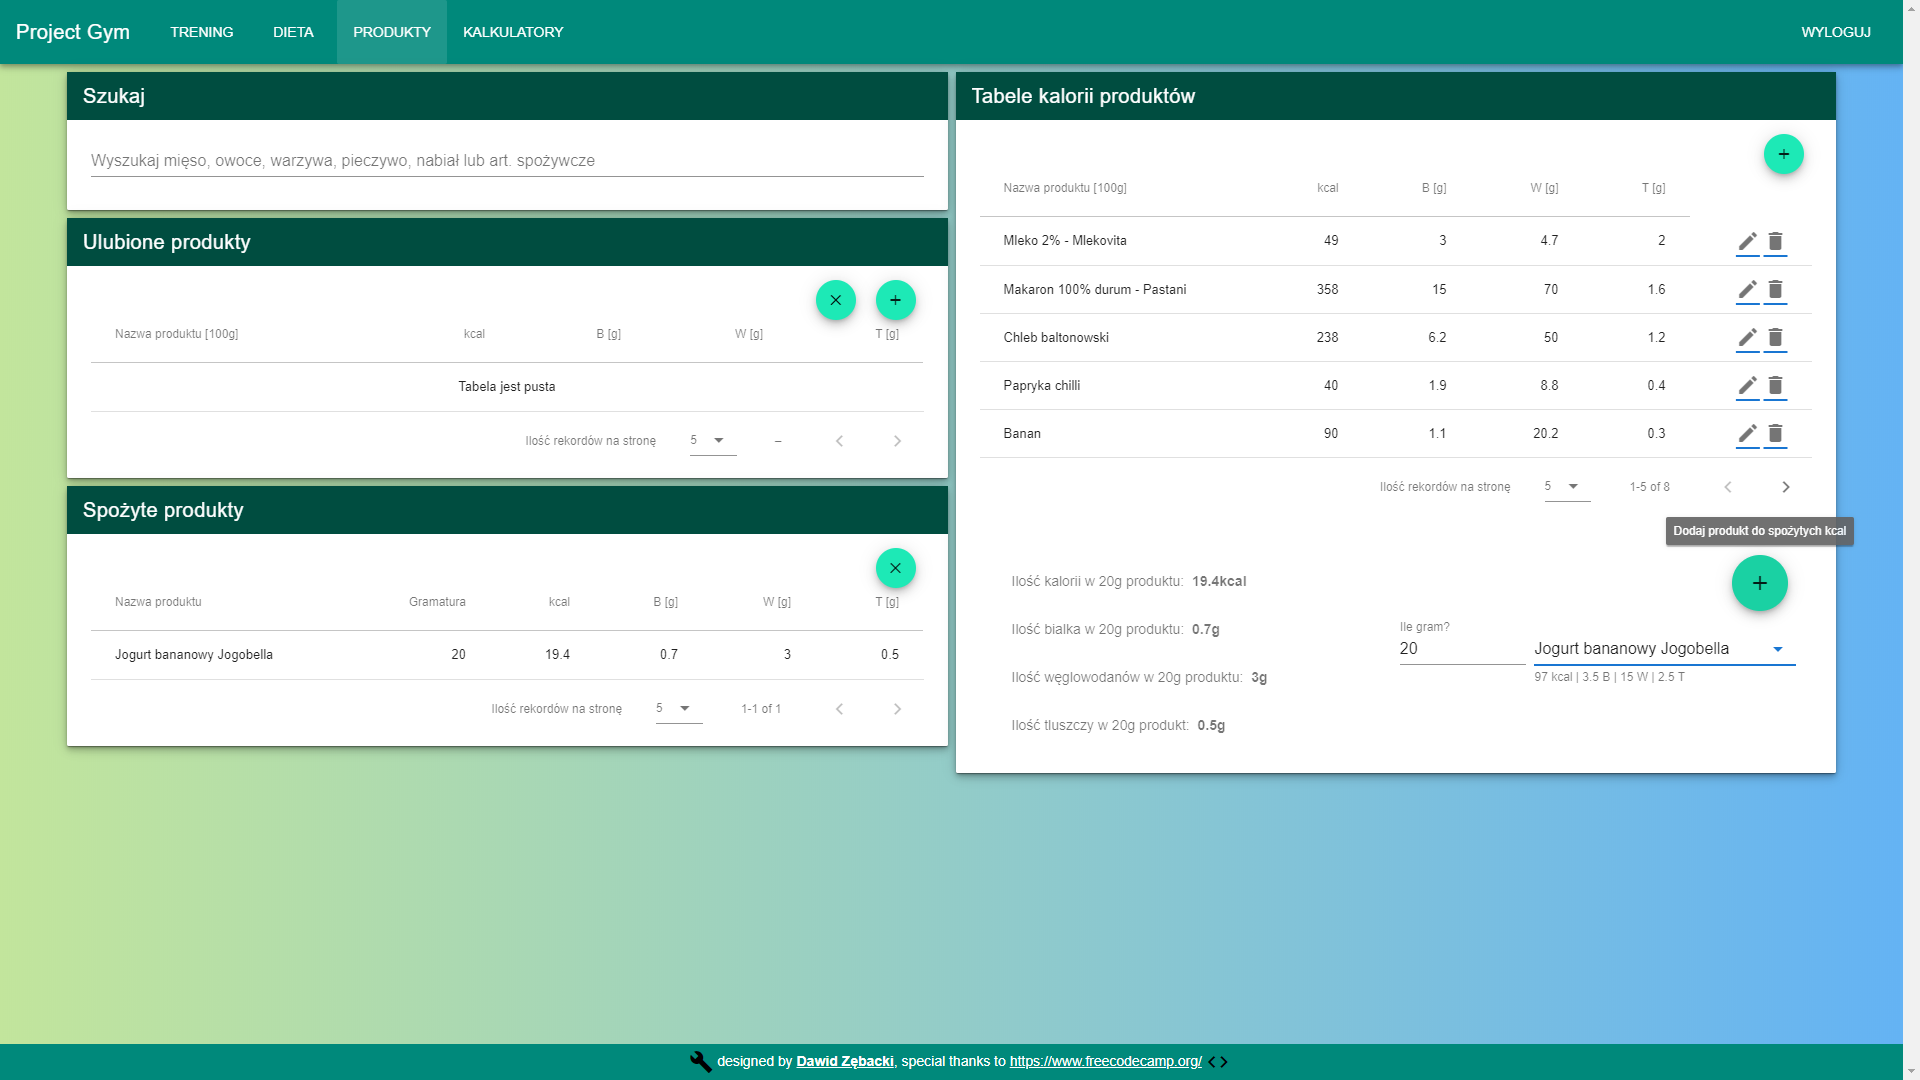 Project Gym TRENING DIETA PRODUKTY KALKULATORY WYLOGUJ
Szukaj
Wyszukaj mięso, owoce, warzywa, pieczywo, nabiał lub art. spożywcze
Ulubione produkty
Nazwa produktu [100g] kcal B [g] W [g] T [g]
Tabela jest pusta
Ilość rekordów na stronę 5 –
Spożyte produkty
Nazwa produktu Gramatura kcal B [g] W [g] T [g]
Jogurt bananowy Jogobella 20 19.4 0.7 3 0.5
Ilość rekordów na stronę 5 1-1 of 1
Tabele kalorii produktów
Nazwa produktu [100g] kcal B [g] W [g] T [g]
Mleko 2% - Mlekovita 49 3 4.7 2
Makaron 100% durum - Pastani 358 15 70 1.6
Chleb baltonowski 238 6.2 50 1.2
Papryka chilli 40 1.9 8.8 0.4
Banan 90 1.1 20.2 0.3
Ilość rekordów na stronę 5 1-5 of 8
Dodaj produkt do spożytych kcal
Ilość kalorii w 20g produktu: 19.4kcal
Ilość białka w 20g produktu: 0.7g
Ilość węglowodanów w 20g produktu: 3g
Ilość tłuszczy w 20g produkt: 0.5g
Ile gram?
20 Jogurt bananowy Jogobella
97 kcal | 3.5 B | 15 W | 2.5 T
designed by Dawid Zębacki, special thanks to https://www.freecodecamp.org/